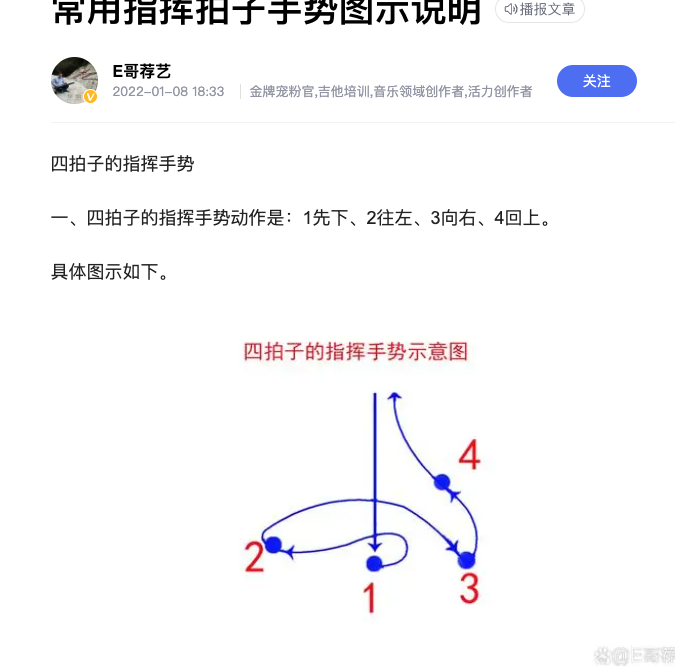 常用指挥拍子手势图示说明
播报文章
E哥荐艺
2022-01-08 18:33
金牌宠粉官,吉他培训,音乐领域创作者,活力创作者
关注
四拍子的指挥手势
一、四拍子的指挥手势动作是：1先下、2往左、3向右、4回上。
具体图示如下。
四拍子的指挥手势示意图
4
2
1
3
@E哥荐